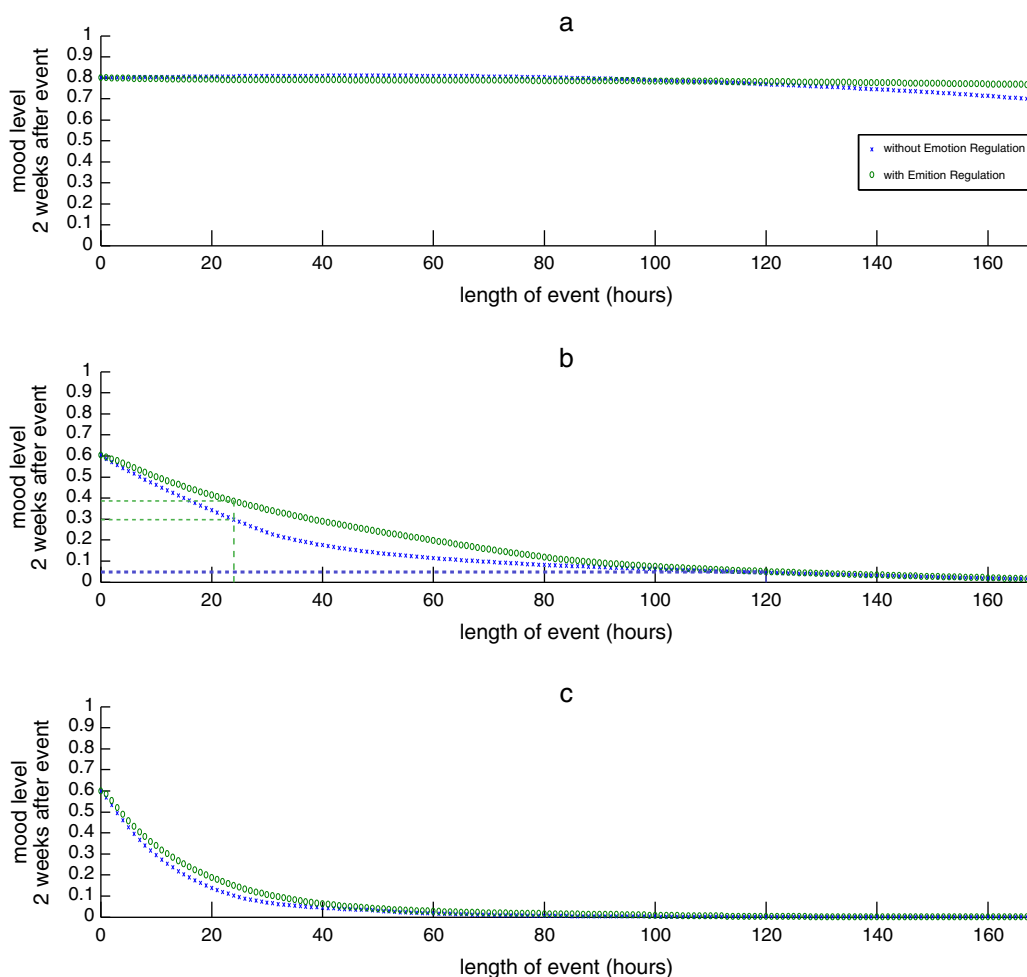 a
1
0.9
0.8
0.7
0.6
0.5
0.4
0.3
0.2
0.1
0
mood level
2 weeks after event
x without Emotion Regulation
o with Emition Regulation
0 20 40 60 80 100 120 140 160
length of event (hours)
b
1
0.9
0.8
0.7
0.6
0.5
0.4
0.3
0.2
0.1
0
mood level
2 weeks after event
0 20 40 60 80 100 120 140 160
length of event (hours)
c
1
0.9
0.8
0.7
0.6
0.5
0.4
0.3
0.2
0.1
0
mood level
2 weeks after event
0 20 40 60 80 100 120 140 160
length of event (hours)